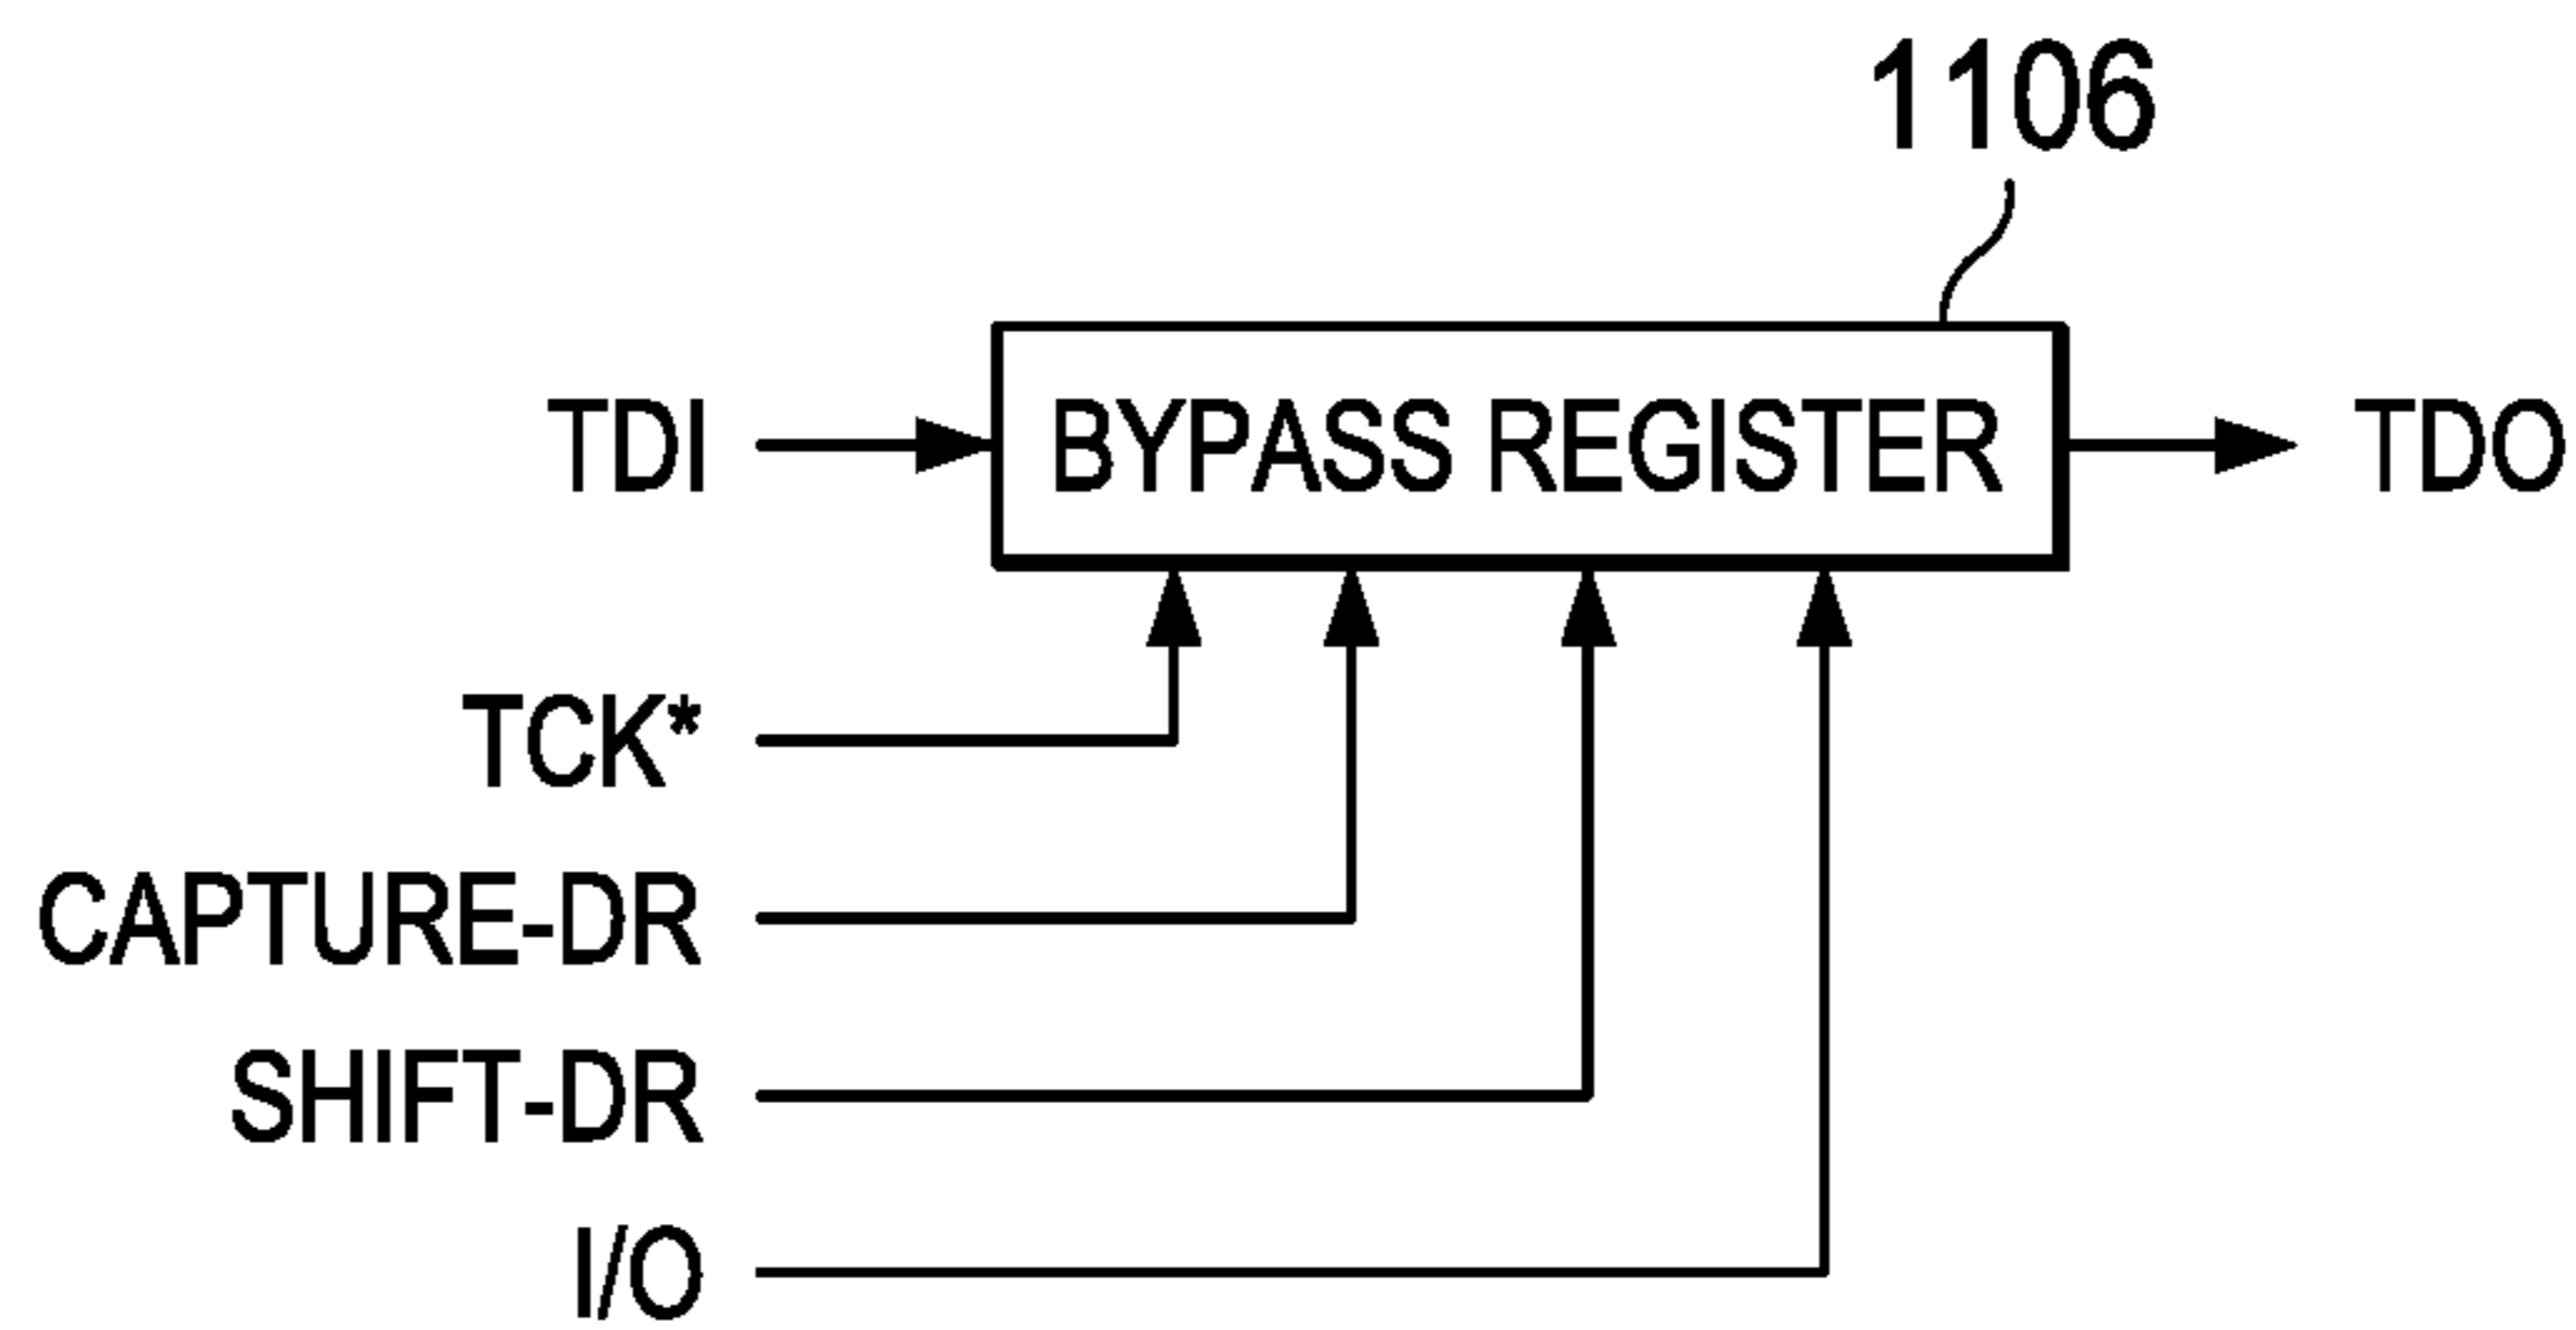 1106
TDI BYPASS REGISTER TDO
TCK*
CAPTURE-DR
SHIFT-DR
I/O